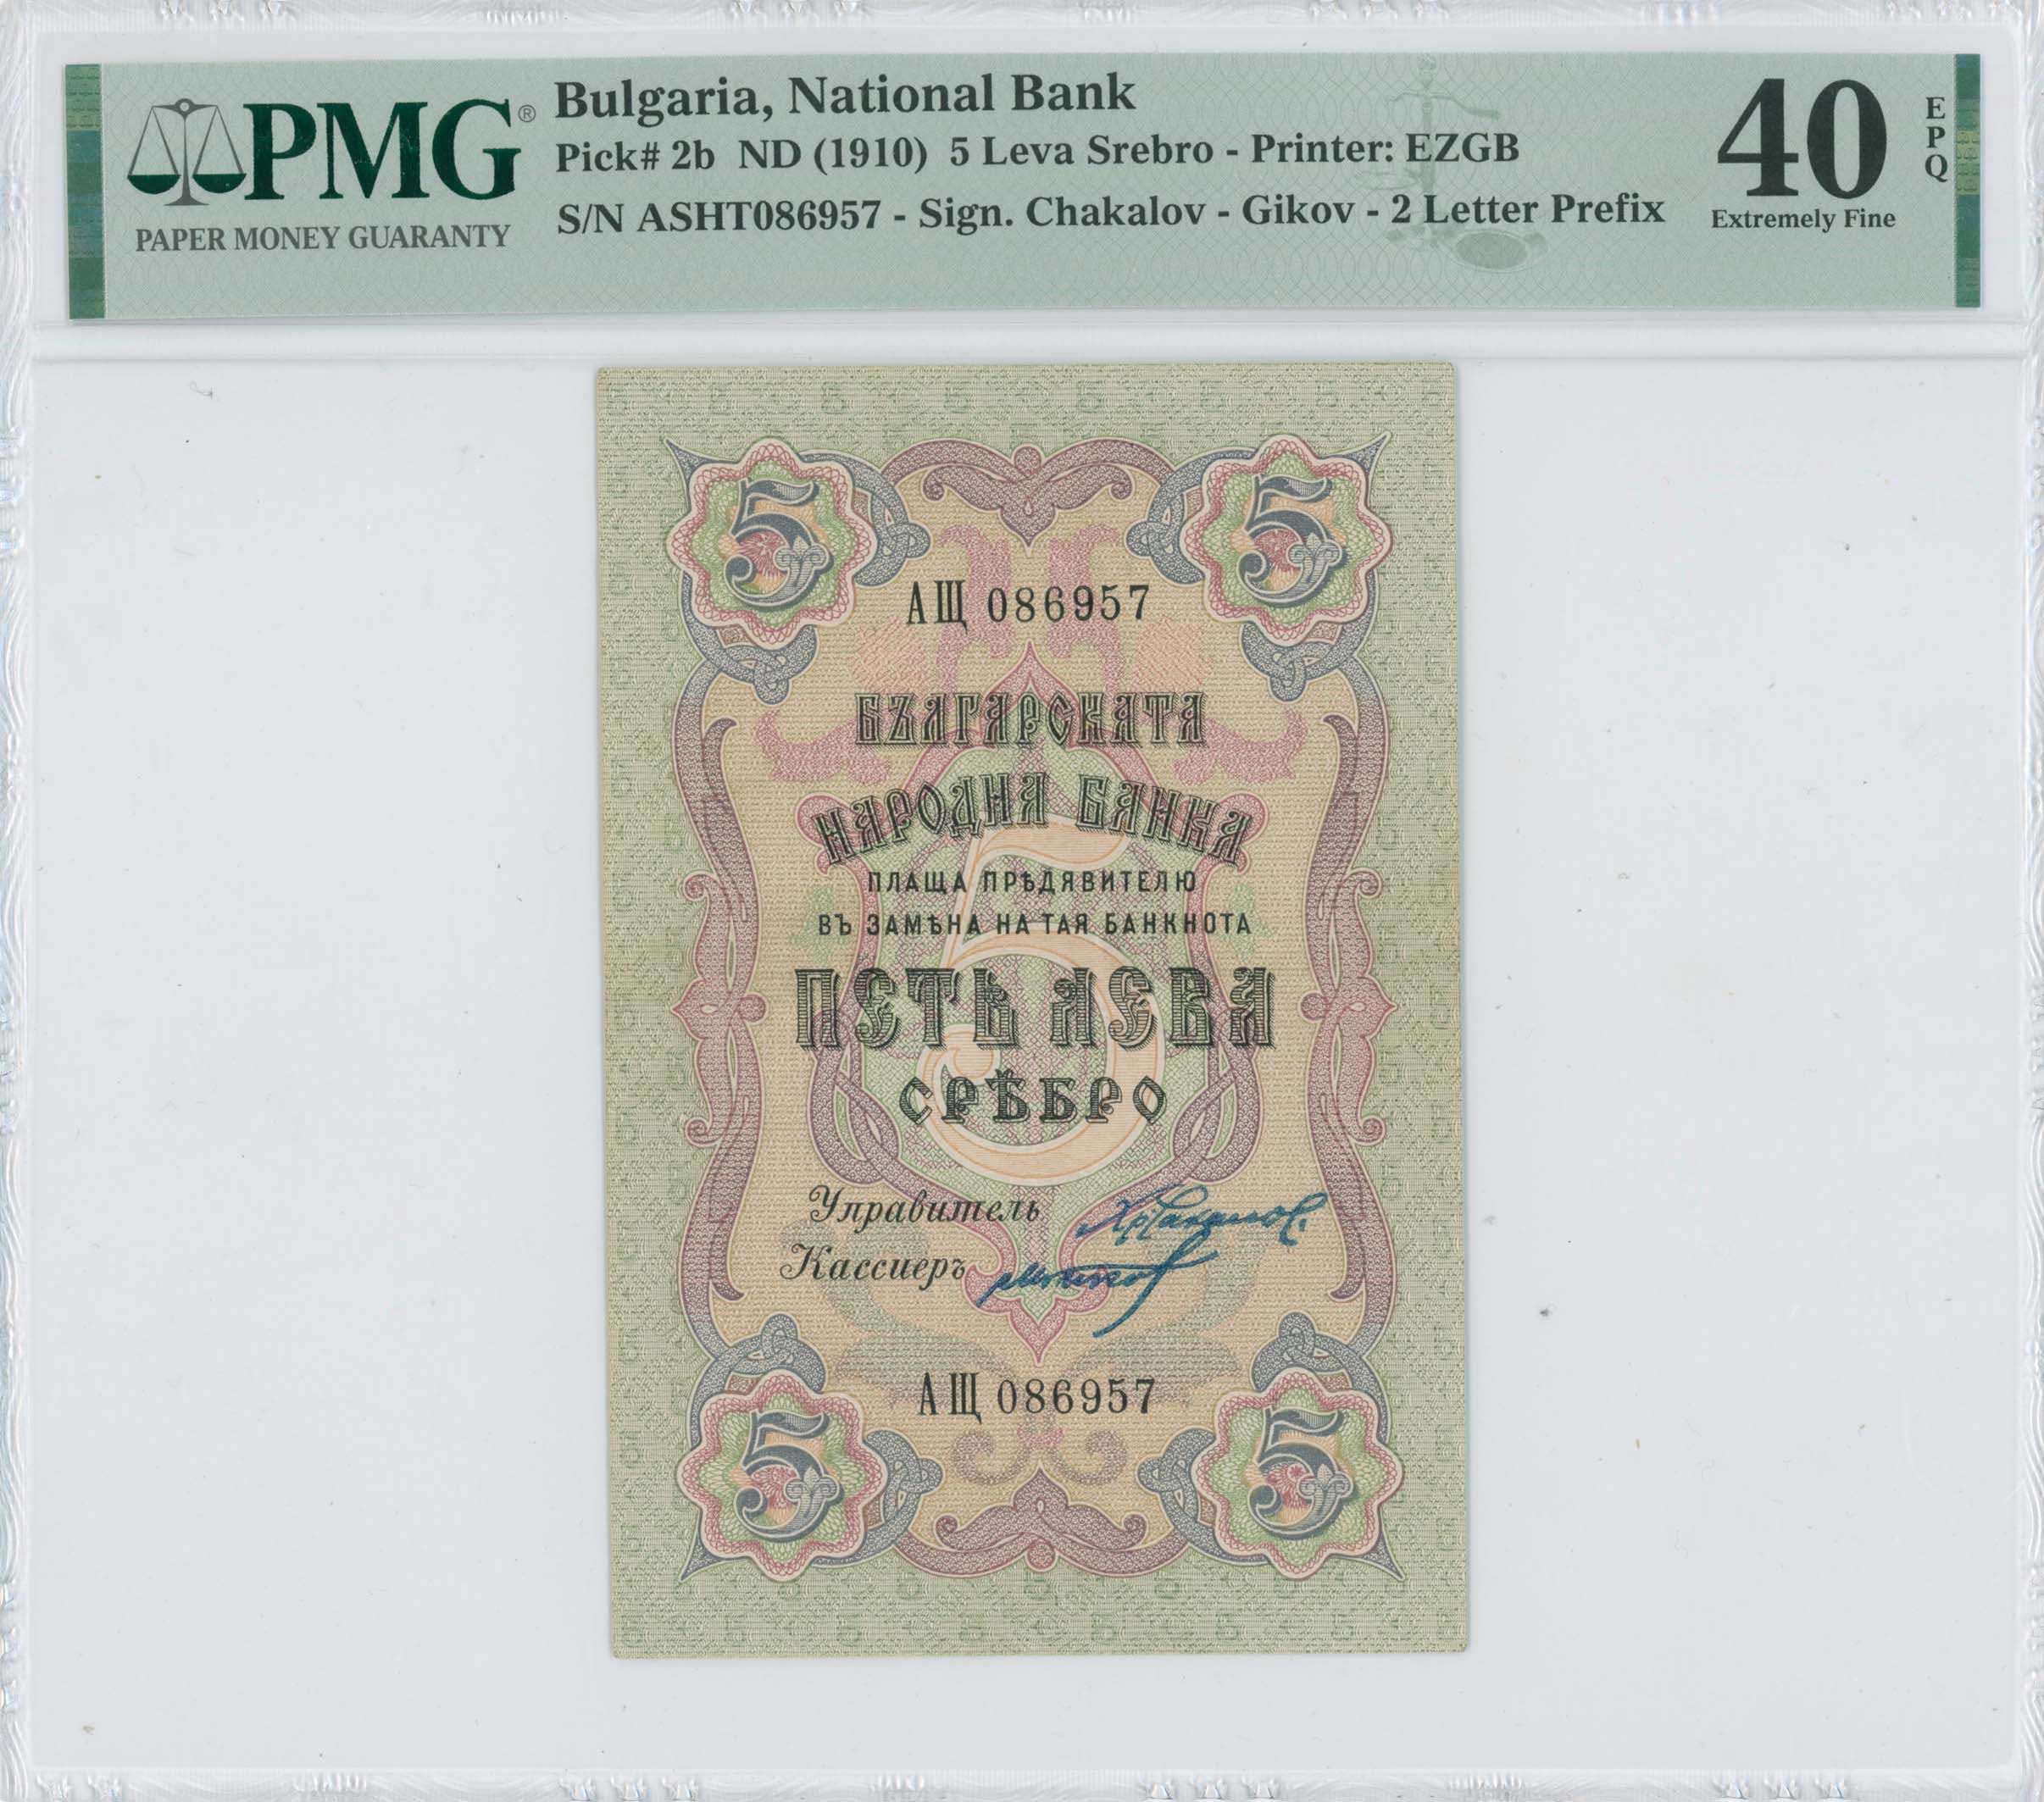 PMG®
PAPER MONEY GUARANTY
Bulgaria, National Bank
Pick# 2b ND (1910) 5 Leva Srebro - Printer: EZGB
S/N ASHT086957 - Sign. Chakalov - Gikov - 2 Letter Prefix
40
EPQ
Extremely Fine
5 5
АЩ 086957
БЪЛГАРСКАТА
НАРОДНА БАНКА
ПЛАЩА ПРѢДЯВИТЕЛЮ
ВЪ ЗАМѢНА НА ТАЯ БАНКНОТА
ПЕТЬ ЛЕВА
СРѢБРО
5
Управитель
Кассиеръ
АЩ 086957
5 5